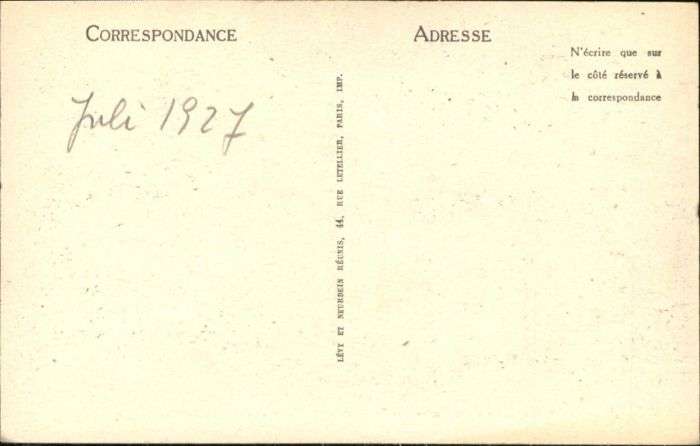 CORRESPONDANCE
ADRESSE
N'écrire que sur
le côté réservé à
la correspondance
Juli 1927
LÉVY ET NEURDEIN RÉUNIS, 44, RUE LETELLIER, PARIS, IMP.